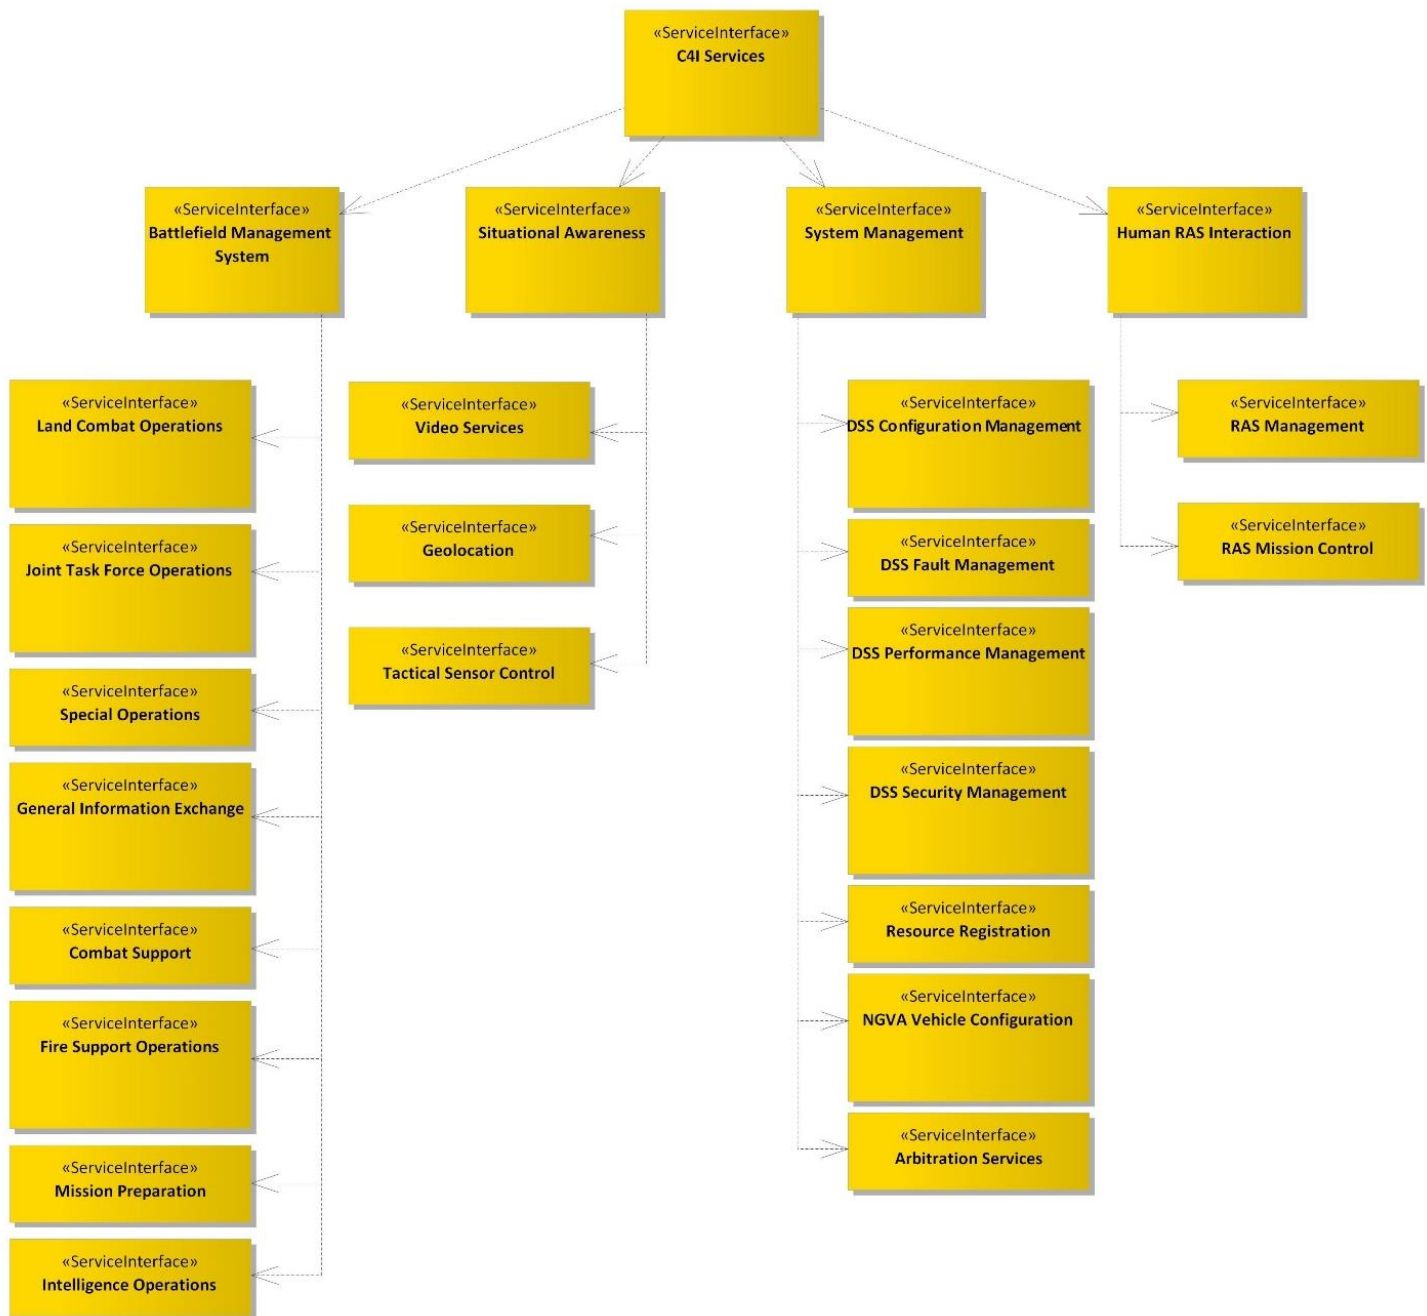 «ServiceInterface»
C4I Services
«ServiceInterface»
Battlefield Management
System
«ServiceInterface»
Situational Awareness
«ServiceInterface»
System Management
«ServiceInterface»
Human RAS Interaction
«ServiceInterface»
Land Combat Operations
«ServiceInterface»
Joint Task Force Operations
«ServiceInterface»
Special Operations
«ServiceInterface»
General Information Exchange
«ServiceInterface»
Combat Support
«ServiceInterface»
Fire Support Operations
«ServiceInterface»
Mission Preparation
«ServiceInterface»
Intelligence Operations
«ServiceInterface»
Video Services
«ServiceInterface»
Geolocation
«ServiceInterface»
Tactical Sensor Control
«ServiceInterface»
DSS Configuration Management
«ServiceInterface»
DSS Fault Management
«ServiceInterface»
DSS Performance Management
«ServiceInterface»
DSS Security Management
«ServiceInterface»
Resource Registration
«ServiceInterface»
NGVA Vehicle Configuration
«ServiceInterface»
Arbitration Services
«ServiceInterface»
RAS Management
«ServiceInterface»
RAS Mission Control